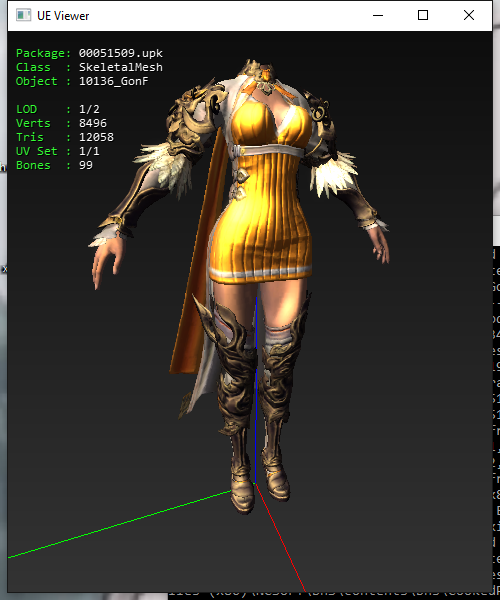 UE Viewer
Package: 00051509.upk
Class : SkeletalMesh
Object : 10136_GonF
LOD : 1/2
Verts : 8496
Tris : 12058
UV Set : 1/1
Bones : 99